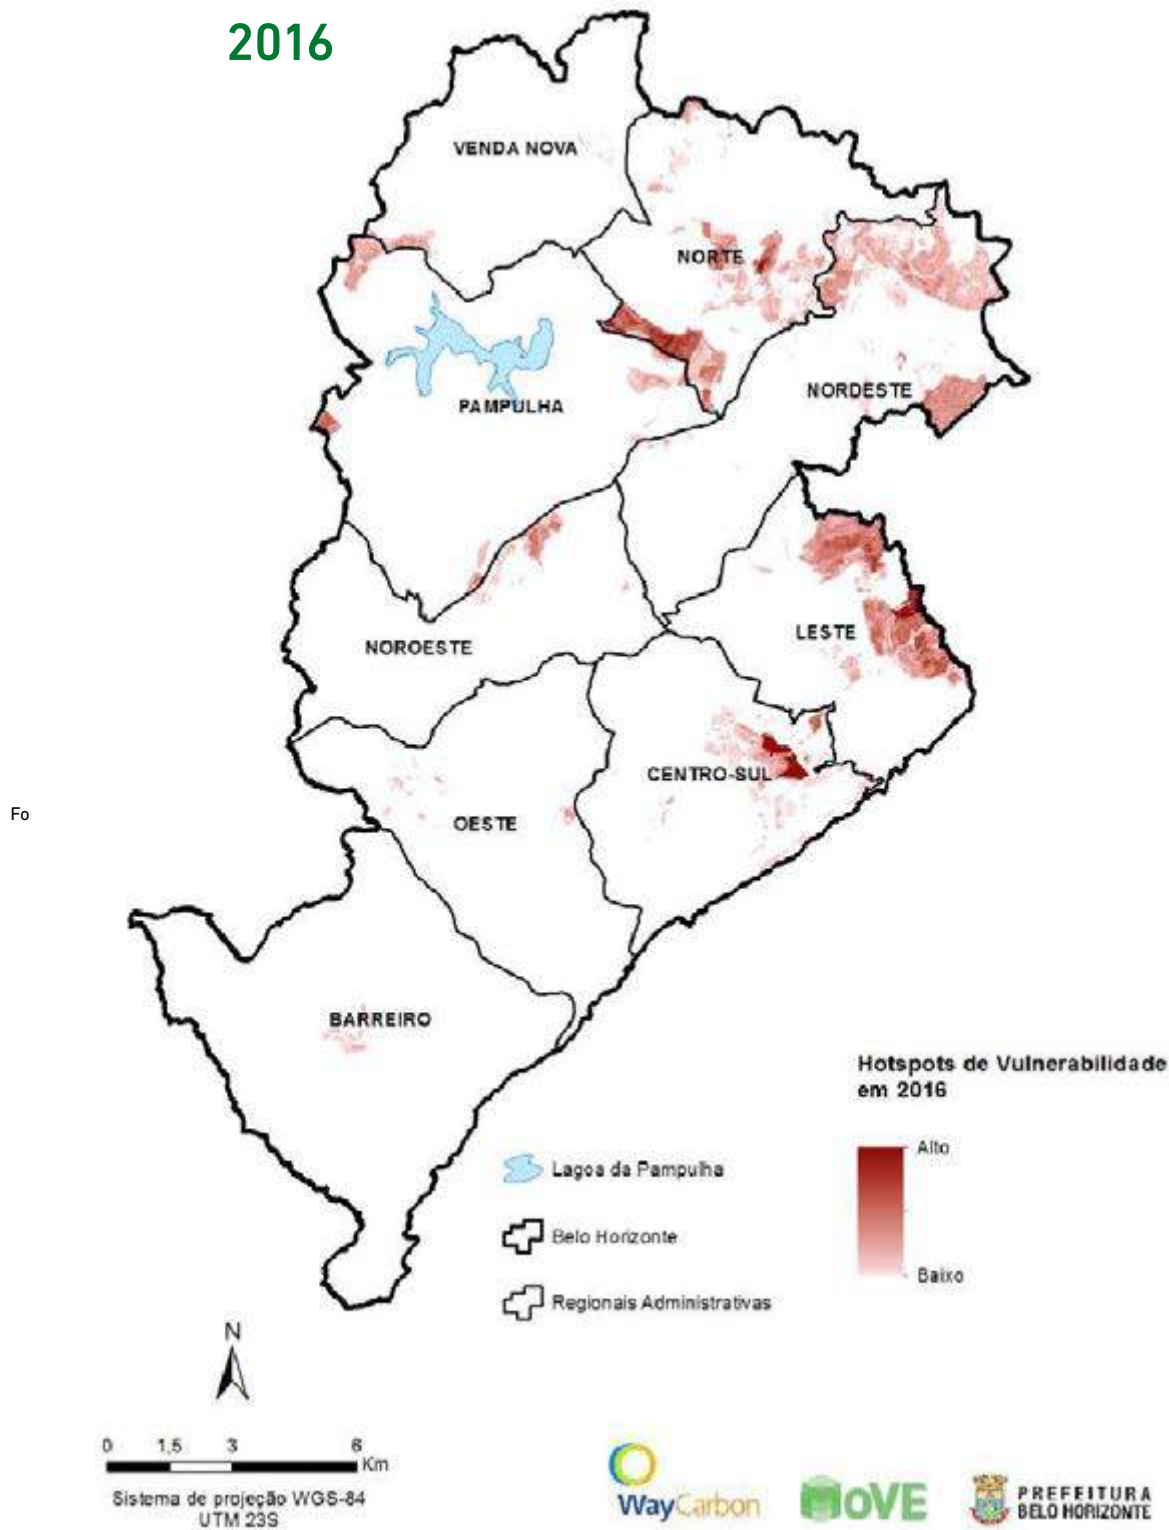 2016
VENDA NOVA
NORTE
NORDESTE
PAMPULHA
LESTE
NOROESTE
CENTRO-SUL
Fo
OESTE
BARREIRO
Hotspots de Vulnerabilidade
em 2016
Alto
Baixo
Lagoa da Pampulha
Belo Horizonte
Regionais Administrativas
N
0 1,5 3 6
Km
Sistema de projeção WGS-84
UTM 23S
WayCarbon
MOVE
PREFEITURA
BELO HORIZONTE